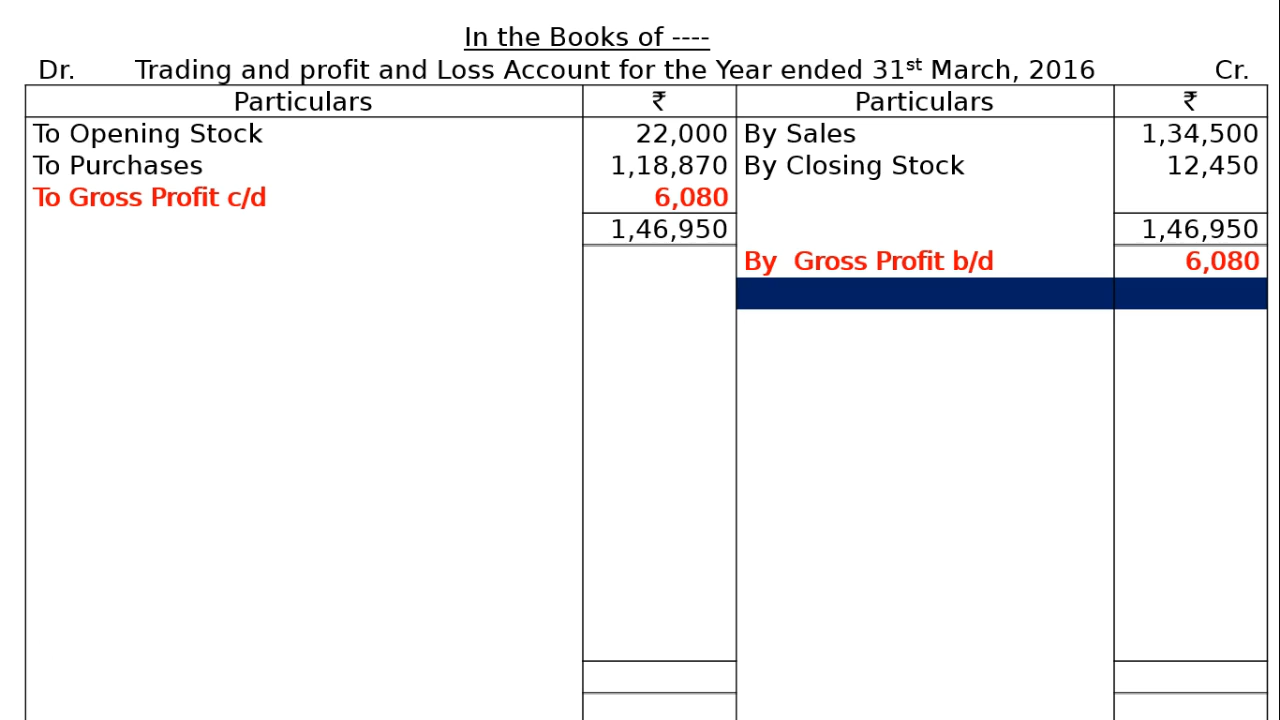 In the Books of ----
Dr. Trading and profit and Loss Account for the Year ended 31st March, 2016 Cr.
Particulars ₹ Particulars ₹
To Opening Stock 22,000 By Sales 1,34,500
To Purchases 1,18,870 By Closing Stock 12,450
To Gross Profit c/d 6,080
1,46,950 1,46,950
By Gross Profit b/d 6,080